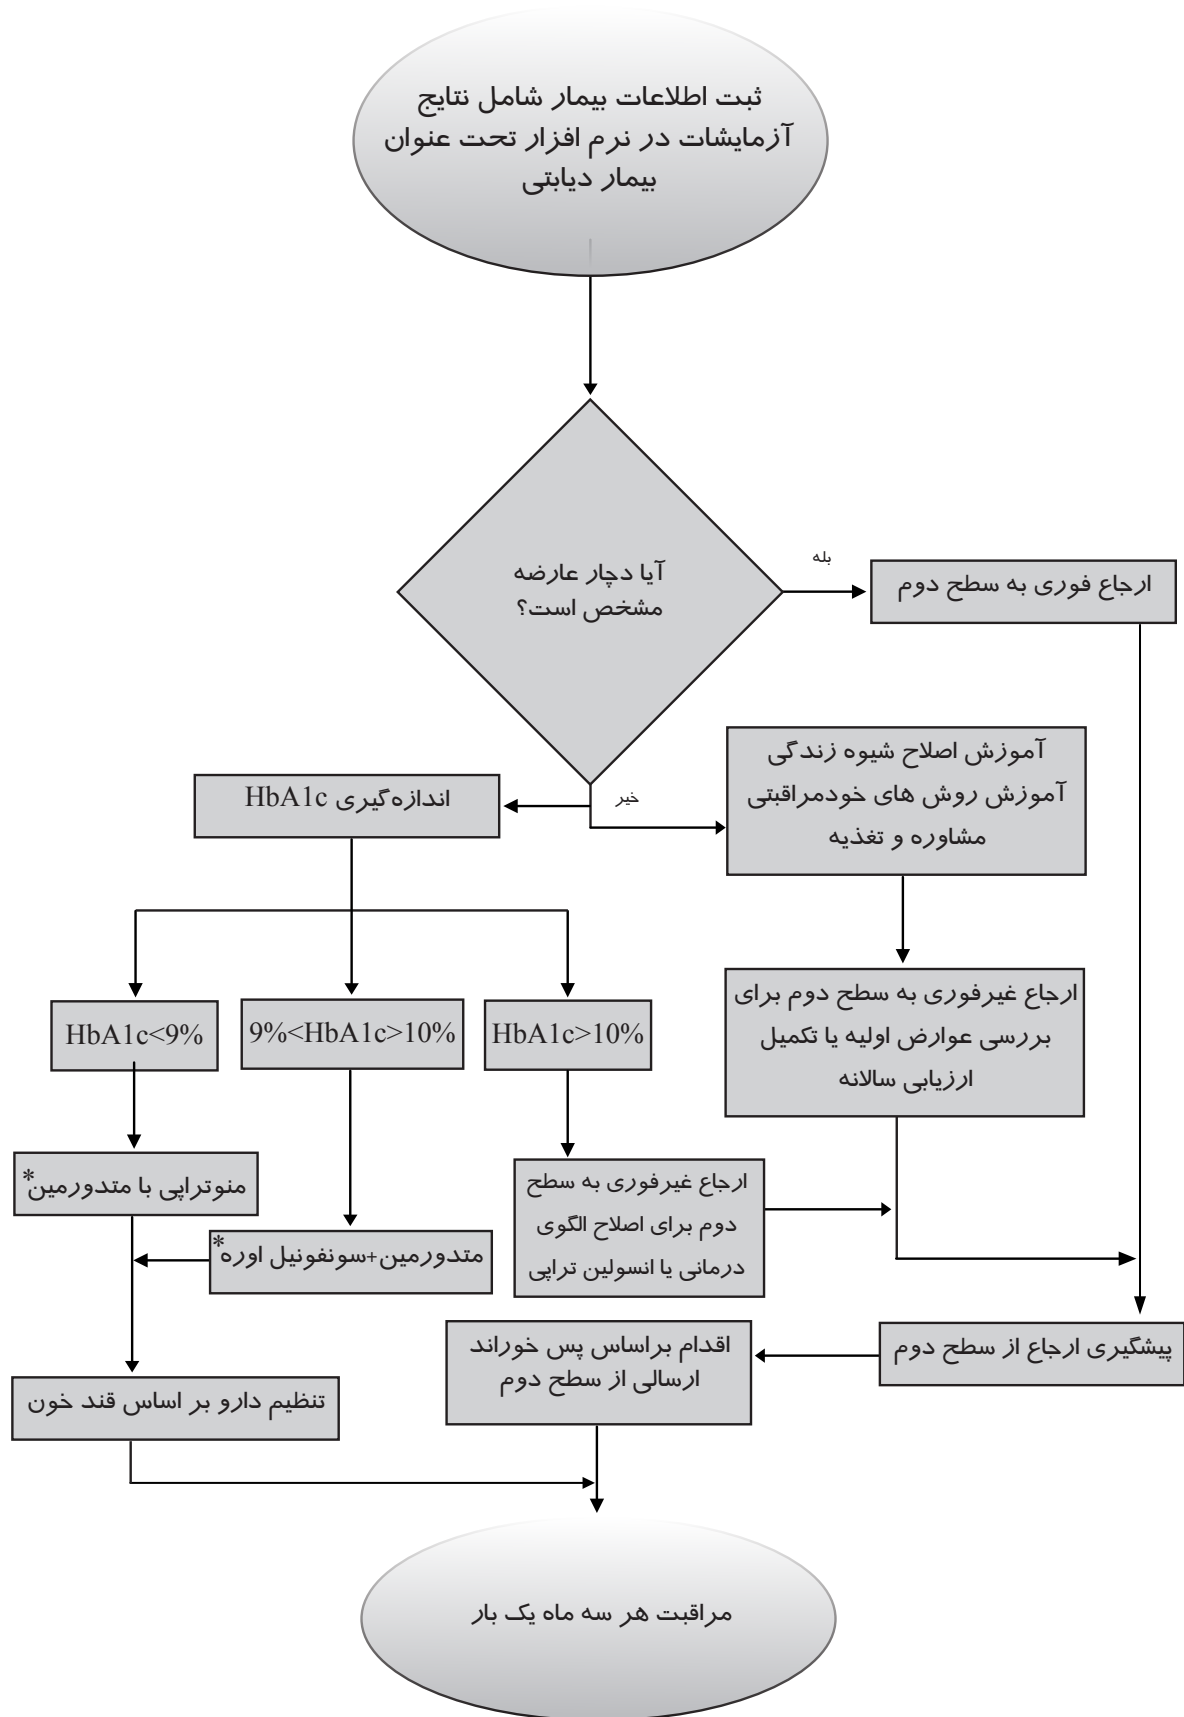 ثبت اطلاعات بیمار شامل نتایج
آزمایشات در نرم افزار تحت عنوان
بیمار دیابتی
آیا دچار عارضه
مشخص است؟
بله
ارجاع فوری به سطح دوم
خیر
آموزش اصلاح شیوه زندگی
آموزش روش های خودمراقبتی
مشاوره و تغذیه
اندازه‌گیری HbA1c
ارجاع غیرفوری به سطح دوم برای
بررسی عوارض اولیه یا تکمیل
ارزیابی سالانه
HbA1c>10%
9%<HbA1c>10%
HbA1c<9%
ارجاع غیرفوری به سطح
دوم برای اصلاح الگوی
درمانی یا انسولین تراپی
منوتراپی با متدورمین*
متدورمین+سونفونیل اوره*
پیشگیری ارجاع از سطح دوم
اقدام براساس پس خوراند
ارسالی از سطح دوم
تنظیم دارو بر اساس قند خون
مراقبت هر سه ماه یک بار